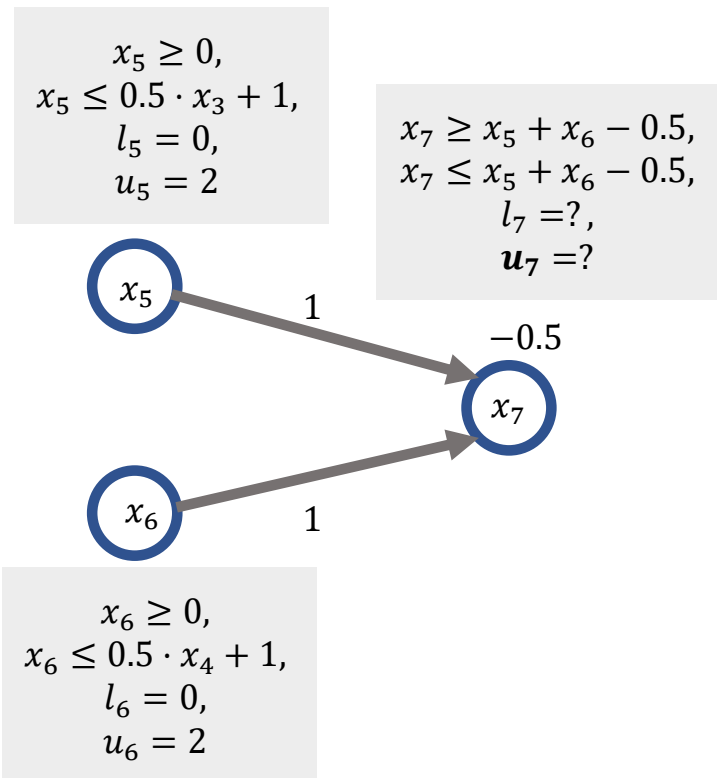 x₅ ≥ 0,
x₅ ≤ 0.5 · x₃ + 1,
l₅ = 0,
u₅ = 2
x₇ ≥ x₅ + x₆ − 0.5,
x₇ ≤ x₅ + x₆ − 0.5,
l₇ =? ,
u₇ =?
x₅
1
−0.5
x₇
x₆
1
x₆ ≥ 0,
x₆ ≤ 0.5 · x₄ + 1,
l₆ = 0,
u₆ = 2